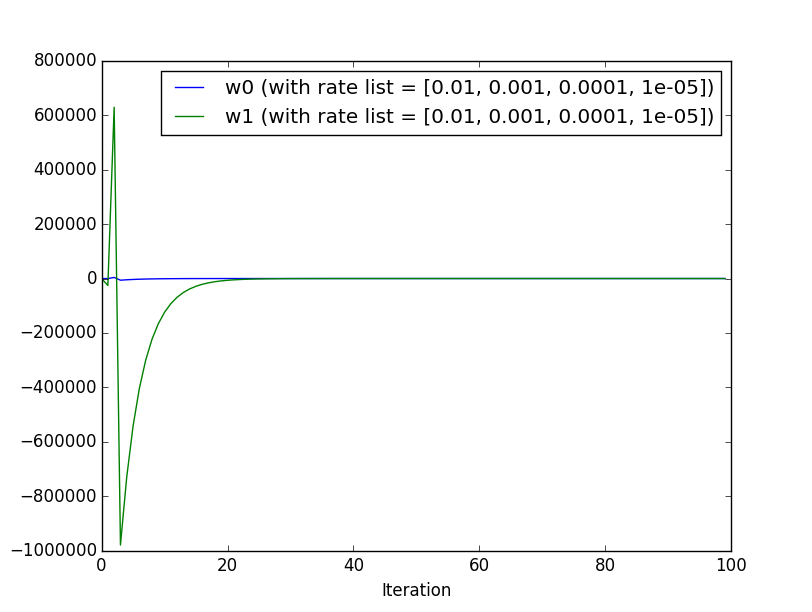 800000
600000
400000
200000
0
−200000
−400000
−600000
−800000
−1000000
w0 (with rate list = [0.01, 0.001, 0.0001, 1e-05])
w1 (with rate list = [0.01, 0.001, 0.0001, 1e-05])
0 20 40 60 80 100
Iteration